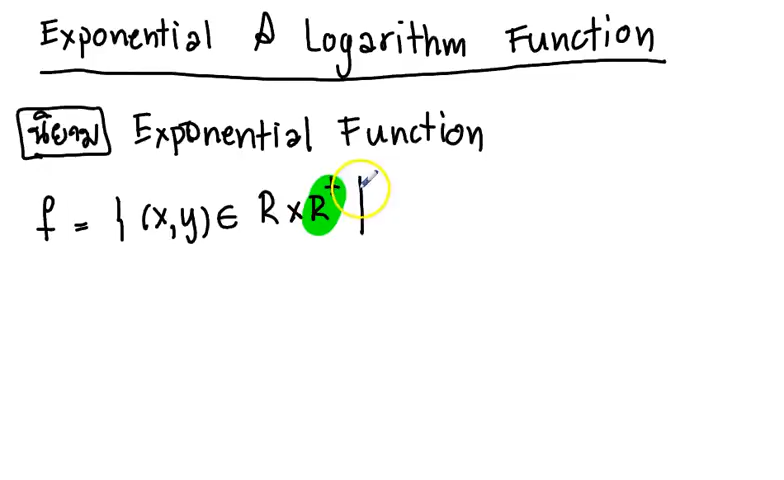 Exponential & Logarithm Function
นิยาม Exponential Function
f = { (x,y) ∈ R × R⁺ |